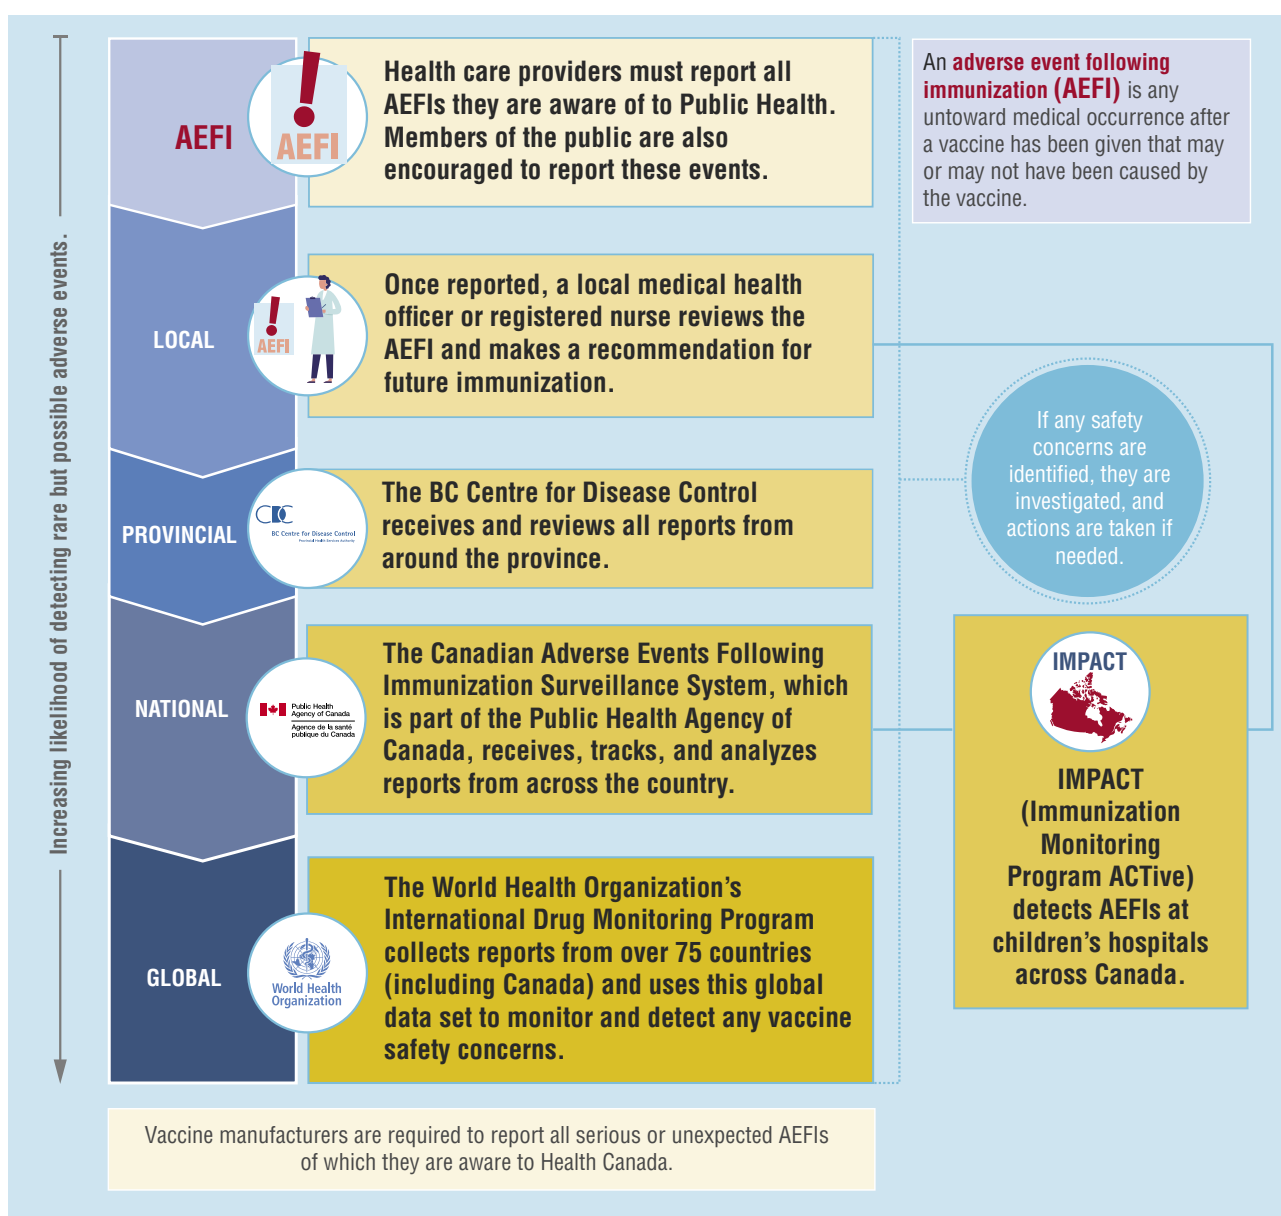 Increasing likelihood of detecting rare but possible adverse events.
AEFI
AEFI
Health care providers must report all
AEFIs they are aware of to Public Health.
Members of the public are also
encouraged to report these events.
An adverse event following
immunization (AEFI) is any
untoward medical occurrence after
a vaccine has been given that may
or may not have been caused by
the vaccine.
LOCAL
AEFI
Once reported, a local medical health
officer or registered nurse reviews the
AEFI and makes a recommendation for
future immunization.
If any safety
concerns are
identified, they are
investigated, and
actions are taken if
needed.
PROVINCIAL
CDC
BC Centre for Disease Control
Provincial Health Services Authority
The BC Centre for Disease Control
receives and reviews all reports from
around the province.
NATIONAL
Public Health
Agency of Canada
Agence de la santé
publique du Canada
The Canadian Adverse Events Following
Immunization Surveillance System, which
is part of the Public Health Agency of
Canada, receives, tracks, and analyzes
reports from across the country.
IMPACT
IMPACT
(Immunization
Monitoring
Program ACTive)
detects AEFIs at
children's hospitals
across Canada.
GLOBAL
World Health
Organization
The World Health Organization's
International Drug Monitoring Program
collects reports from over 75 countries
(including Canada) and uses this global
data set to monitor and detect any vaccine
safety concerns.
Vaccine manufacturers are required to report all serious or unexpected AEFIs
of which they are aware to Health Canada.